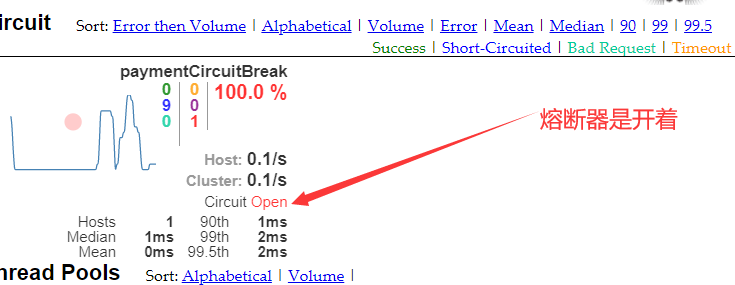 ircuit Sort: Error then Volume | Alphabetical | Volume | Error | Mean | Median | 90 | 99 | 99.5
Success | Short-Circuited | Bad Request | Timeout
paymentCircuitBreak
0 0 100.0 %
9 0
0 1
熔断器是开着
Host: 0.1/s
Cluster: 0.1/s
Circuit Open
Hosts 1 90th 1ms
Median 1ms 99th 2ms
Mean 0ms 99.5th 2ms
hread Pools Sort: Alphabetical | Volume |